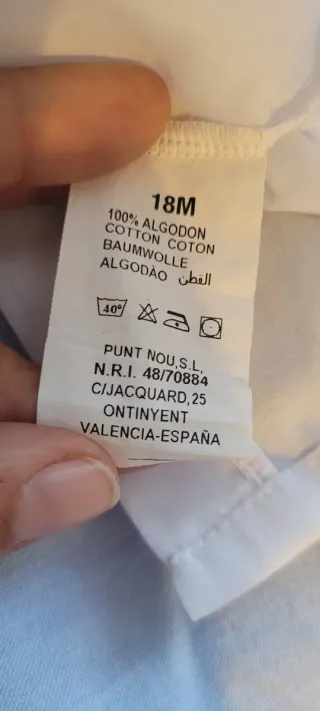 18M
100% ALGODON
COTTON COTON
BAUMWOLLE
ALGODÃO القطن
40°
PUNT NOU,S.L,
N.R.I. 48/70884
C/JACQUARD,25
ONTINYENT
VALENCIA-ESPAÑA